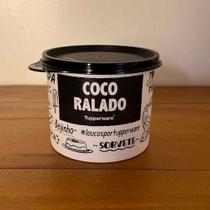 COCO
RALADO
Tupperware
Beijinho
#loucosportupperware
SORVETE